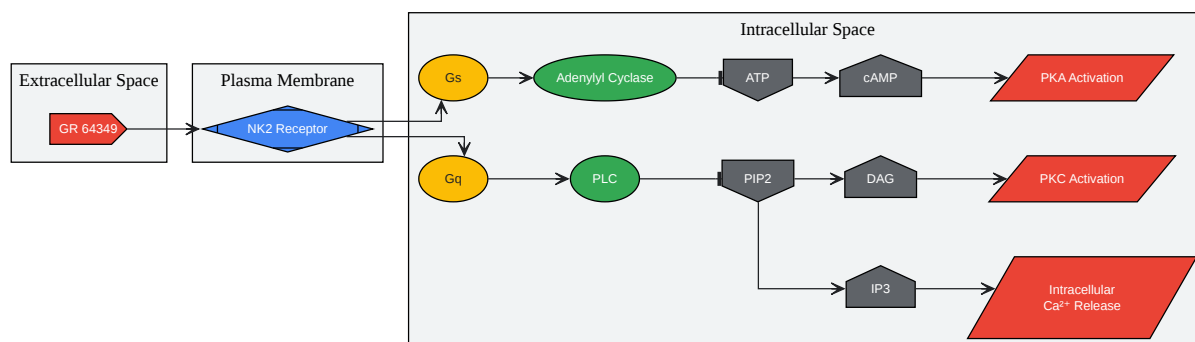 Intracellular Space
Extracellular Space
Plasma Membrane
Gs
Adenylyl Cyclase
ATP
cAMP
PKA Activation
GR 64349
NK2 Receptor
Gq
PLC
PIP2
DAG
PKC Activation
IP3
Intracellular
Ca²⁺ Release